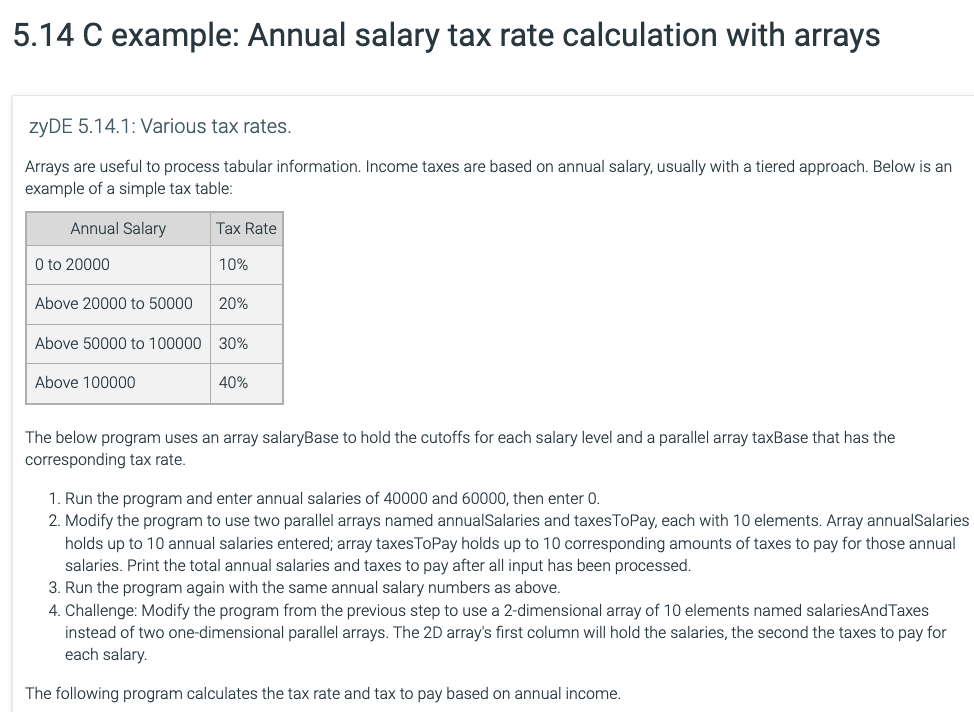 5.14 C example: Annual salary tax rate calculation with arrays
zyDE 5.14.1: Various tax rates.
Arrays are useful to process tabular information. Income taxes are based on annual salary, usually with a tiered approach. Below is an
example of a simple tax table:
Annual Salary Tax Rate
0 to 20000 10%
Above 20000 to 50000 20%
Above 50000 to 100000 30%
Above 100000 40%
The below program uses an array salaryBase to hold the cutoffs for each salary level and a parallel array taxBase that has the
corresponding tax rate.
1. Run the program and enter annual salaries of 40000 and 60000, then enter 0.
2. Modify the program to use two parallel arrays named annualSalaries and taxesToPay, each with 10 elements. Array annualSalaries
holds up to 10 annual salaries entered; array taxesToPay holds up to 10 corresponding amounts of taxes to pay for those annual
salaries. Print the total annual salaries and taxes to pay after all input has been processed.
3. Run the program again with the same annual salary numbers as above.
4. Challenge: Modify the program from the previous step to use a 2-dimensional array of 10 elements named salariesAndTaxes
instead of two one-dimensional parallel arrays. The 2D array's first column will hold the salaries, the second the taxes to pay for
each salary.
The following program calculates the tax rate and tax to pay based on annual income.